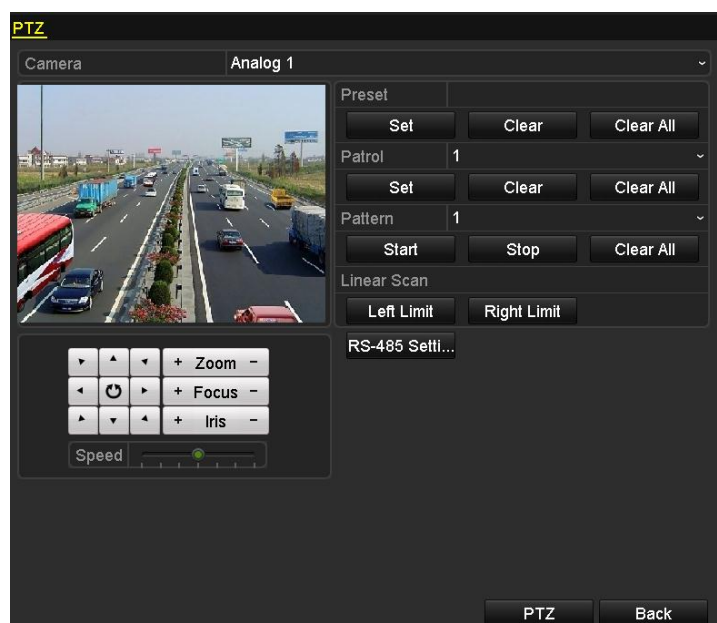 PTZ
Camera Analog 1
Preset
Set Clear Clear All
Patrol 1
Set Clear Clear All
Pattern 1
Start Stop Clear All
Linear Scan
Left Limit Right Limit
RS-485 Setti...
+ Zoom -
+ Focus -
+ Iris -
Speed
PTZ Back